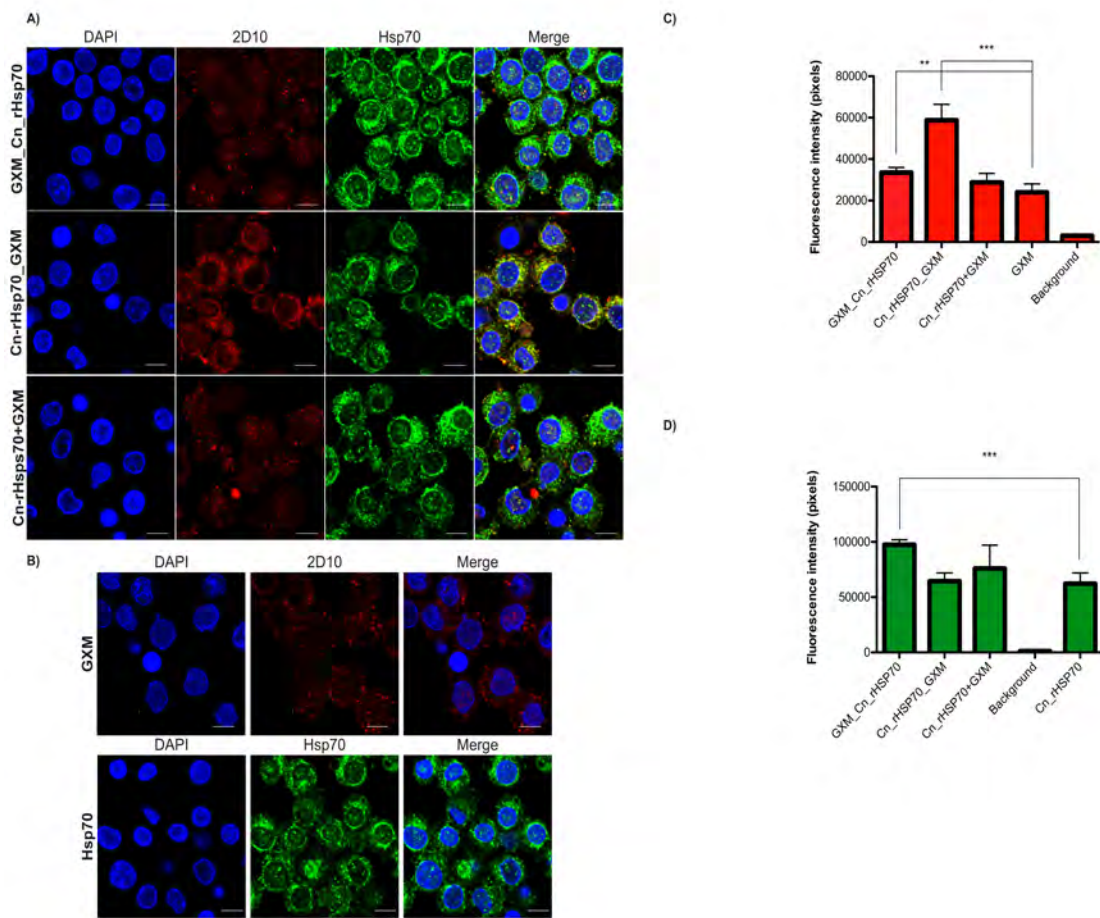 A)
DAPI 2D10 Hsp70 Merge
GXM_Cn_rHsp70
Cn-rHsp70_GXM
Cn-rHsps70+GXM
B)
DAPI 2D10 Merge
GXM
DAPI Hsp70 Merge
Hsp70
C)
***
**
80000
60000
40000
20000
0
Fluorescence intensity (pixels)
GXM_Cn_rHSP70
Cn_rHSP70_GXM
Cn_rHSP70+GXM
GXM
Background
D)
***
150000
100000
50000
0
Fluorescence intensity (pixels)
GXM_Cn_rHSP70
Cn_rHSP70_GXM
Cn_rHSP70+GXM
Background
Cn_rHSP70